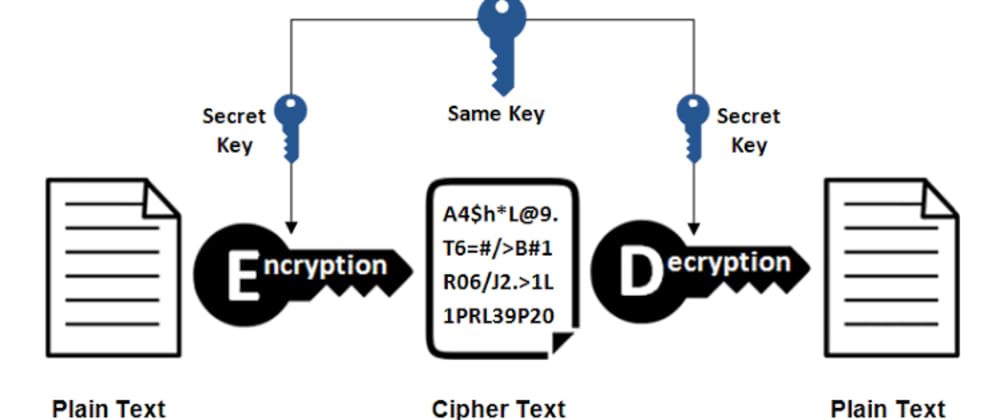 Same Key
Secret
Key
Secret
Key
Encryption
A4$h*L@9.
T6=#/>B#1
R06/J2.>1L
1PRL39P20
Decryption
Plain Text
Cipher Text
Plain Text